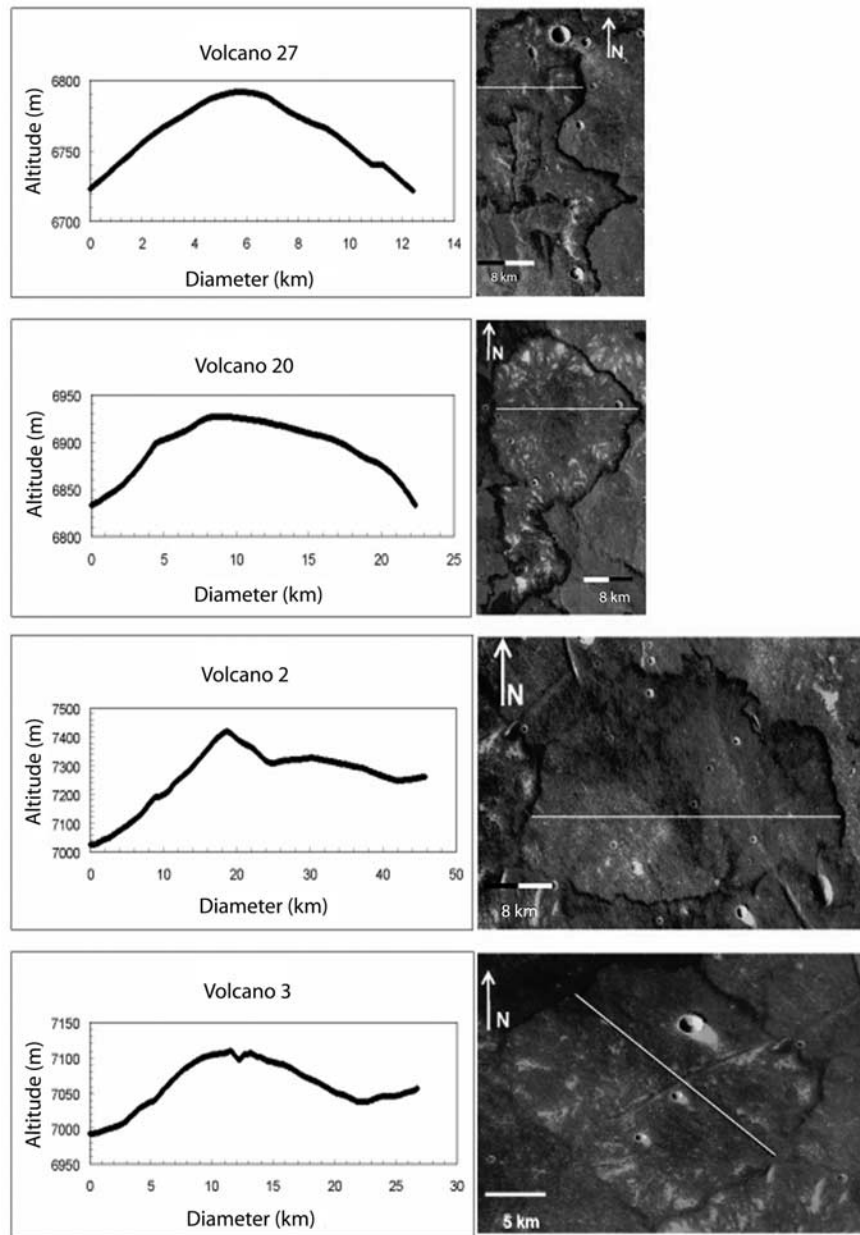 Volcano 27
Altitude (m)
6800
6750
6700
0 2 4 6 8 10 12 14
Diameter (km)
N
8 km
Volcano 20
Altitude (m)
6950
6900
6850
6800
0 5 10 15 20 25
Diameter (km)
N
8 km
Volcano 2
Altitude (m)
7500
7400
7300
7200
7100
7000
0 10 20 30 40 50
Diameter (km)
N
8 km
Volcano 3
Altitude (m)
7150
7100
7050
7000
6950
0 5 10 15 20 25 30
Diameter (km)
N
5 km